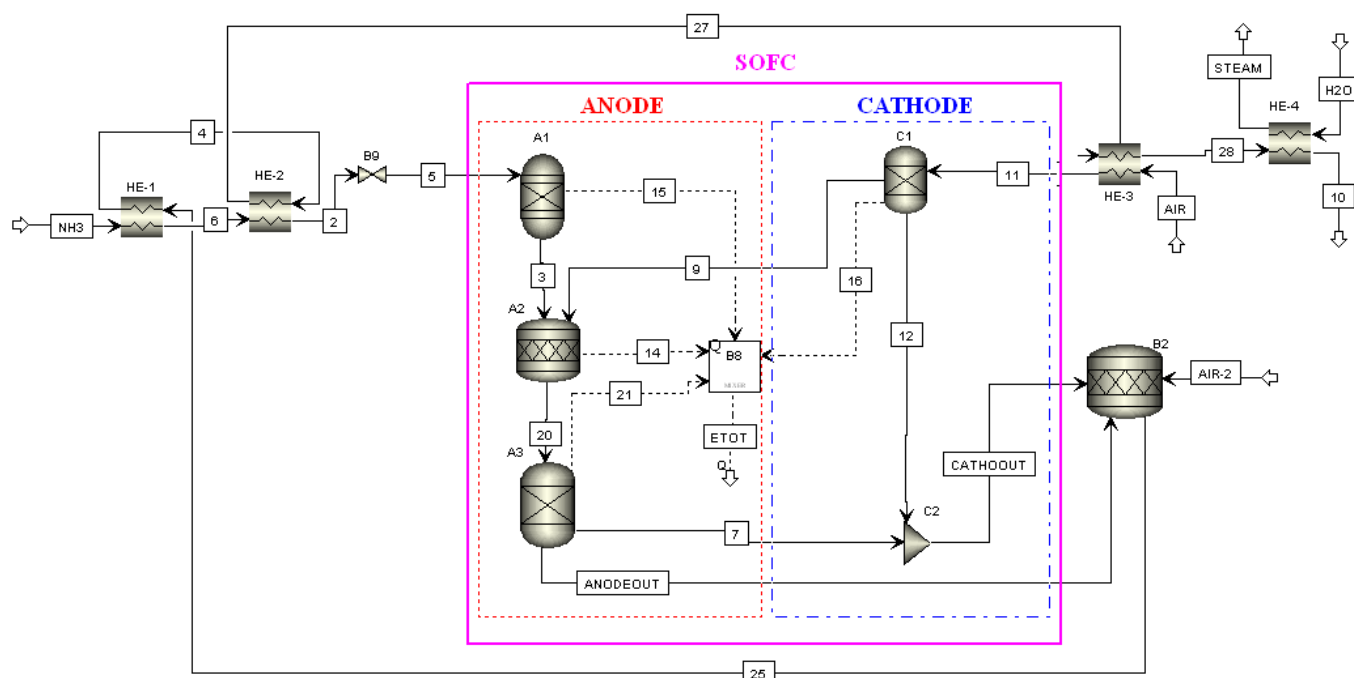 27
SOFC
STEAM
H2O
ANODE
CATHODE
HE-4
4
A1
C1
B9
HE-1
HE-2
5
15
11
28
NH3
6
2
HE-3
AIR
10
3
9
16
A2
12
B2
14
Q
B8
MIXER
AIR-2
21
20
ETOT
A3
Q
CATHOOUT
7
C2
ANODEOUT
25